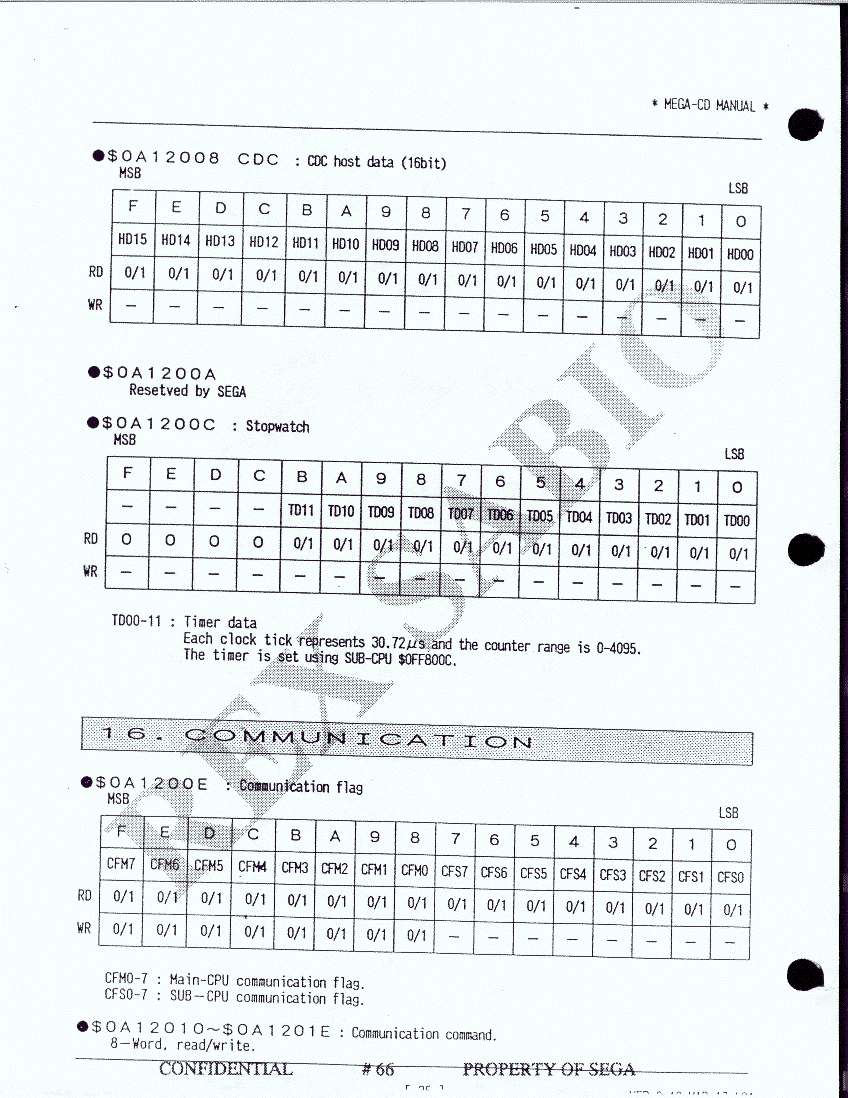 * MEGA-CD MANUAL *
●$0A12008 CDC : CDC host data (16bit)
MSB LSB
F E D C B A 9 8 7 6 5 4 3 2 1 0
HD15 HD14 HD13 HD12 HD11 HD10 HD09 HD08 HD07 HD06 HD05 HD04 HD03 HD02 HD01 HD00
RD 0/1 0/1 0/1 0/1 0/1 0/1 0/1 0/1 0/1 0/1 0/1 0/1 0/1 0/1 0/1 0/1
WR — — — — — — — — — — — — — — — —
●$0A1200A
Resetved by SEGA
●$0A1200C : Stopwatch
MSB LSB
F E D C B A 9 8 7 6 5 4 3 2 1 0
— — — — TD11 TD10 TD09 TD08 TD07 TD06 TD05 TD04 TD03 TD02 TD01 TD00
RD 0 0 0 0 0/1 0/1 0/1 0/1 0/1 0/1 0/1 0/1 0/1 0/1 0/1 0/1
WR — — — — — — — — — — — — — — — —
TD00-11 : Timer data
Each clock tick represents 30.72μs and the counter range is 0-4095.
The timer is set using SUB-CPU $0FF800C.
16. COMMUNICATION
●$0A1200E : Communication flag
MSB LSB
F E D C B A 9 8 7 6 5 4 3 2 1 0
CFM7 CFM6 CFM5 CFM4 CFM3 CFM2 CFM1 CFM0 CFS7 CFS6 CFS5 CFS4 CFS3 CFS2 CFS1 CFS0
RD 0/1 0/1 0/1 0/1 0/1 0/1 0/1 0/1 0/1 0/1 0/1 0/1 0/1 0/1 0/1 0/1
WR 0/1 0/1 0/1 0/1 0/1 0/1 0/1 0/1 — — — — — — — —
CFM0-7 : Main-CPU communication flag.
CFS0-7 : SUB-CPU communication flag.
●$0A12010~$0A1201E : Communication command.
8-Word, read/write.
CONFIDENTIAL #66 PROPERTY OF SEGA
REX SABIO